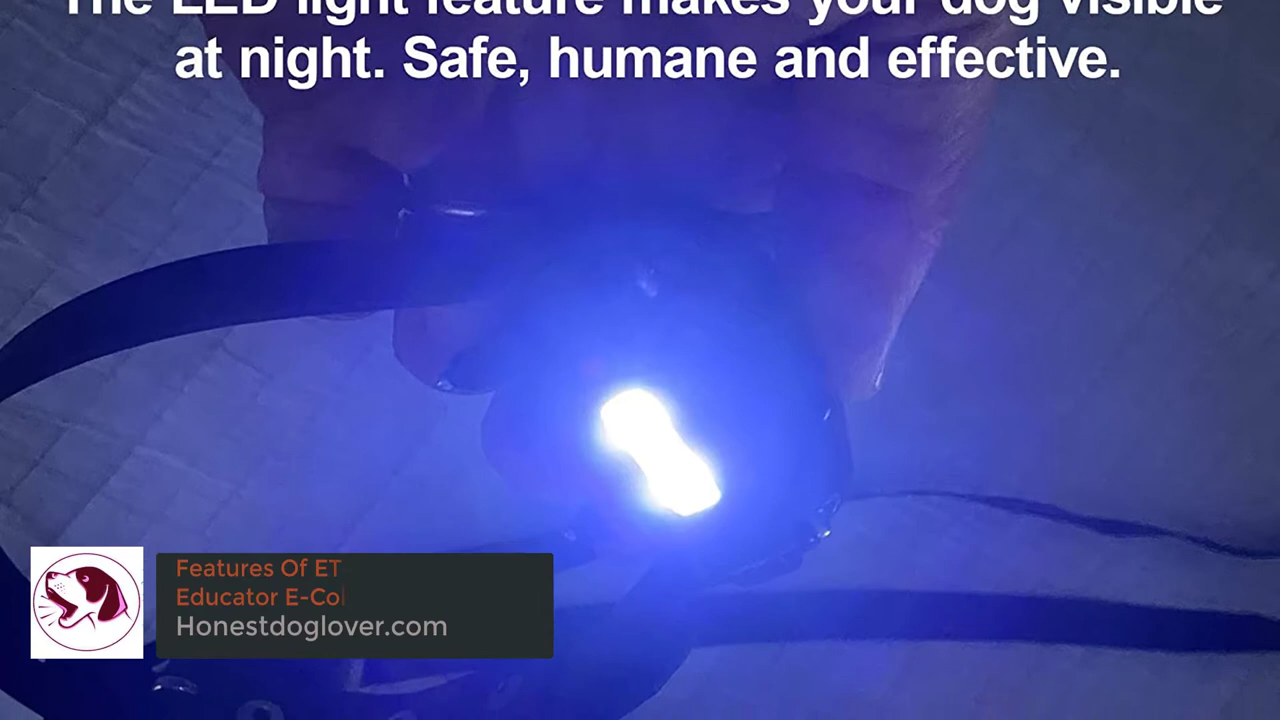 The LED light feature makes your dog visible
at night. Safe, humane and effective.
Features Of ET
Educator E-Col
Honestdoglover.com